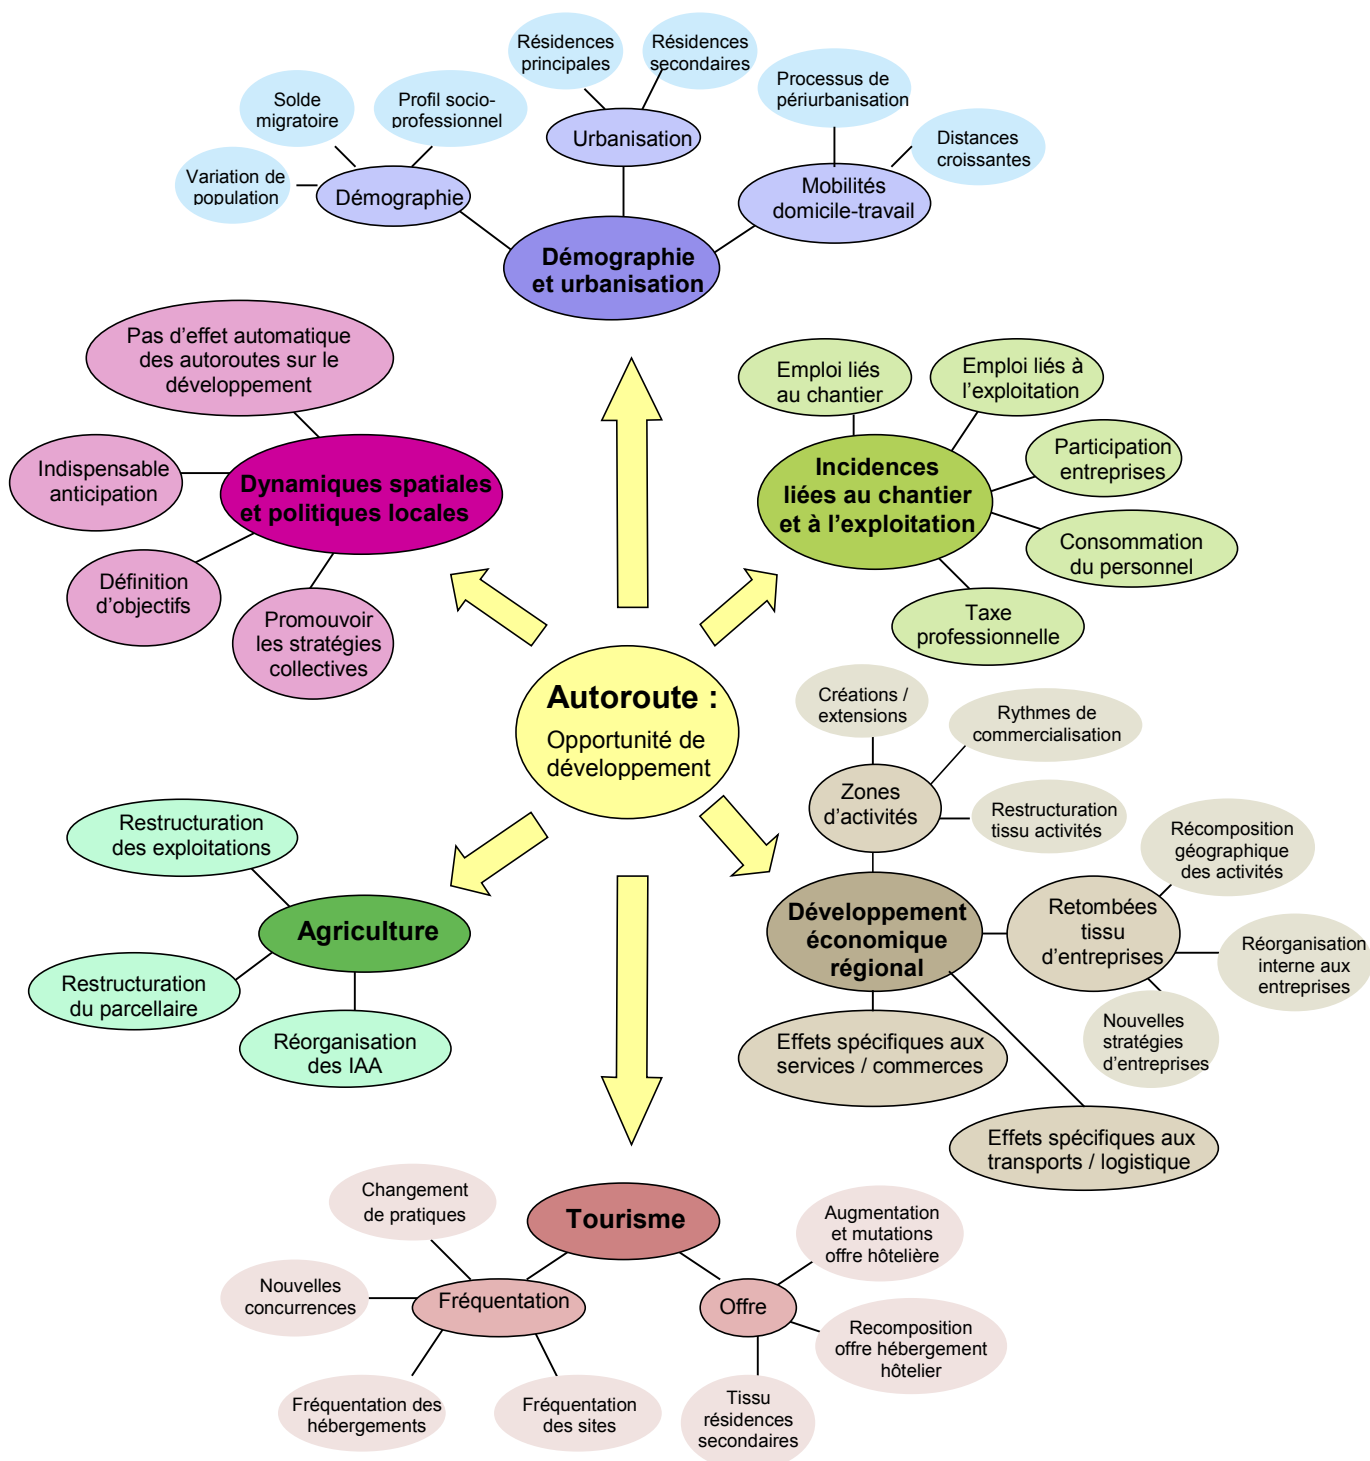 Résidences
principales
Résidences
secondaires
Processus de
périurbanisation
Solde
migratoire
Profil socio-
professionnel
Urbanisation
Distances
croissantes
Variation de
population
Démographie
Mobilités
domicile-travail
Démographie
et urbanisation
Pas d'effet automatique
des autoroutes sur le
développement
Indispensable
anticipation
Dynamiques spatiales
et politiques locales
Définition
d'objectifs
Promouvoir
les stratégies
collectives
Emploi liés
au chantier
Emploi liés à
l'exploitation
Participation
entreprises
Incidences
liées au chantier
et à l'exploitation
Consommation
du personnel
Taxe
professionnelle
Autoroute :
Opportunité de
développement
Créations /
extensions
Rythmes de
commercialisation
Zones
d'activités
Restructuration
tissu activités
Récomposition
géographique
des activités
Développement
économique
régional
Retombées
tissu
d'entreprises
Réorganisation
interne aux
entreprises
Nouvelles
stratégies
d'entreprises
Effets spécifiques aux
services / commerces
Effets spécifiques aux
transports / logistique
Restructuration
des exploitations
Agriculture
Restructuration
du parcellaire
Réorganisation
des IAA
Tourisme
Changement
de pratiques
Nouvelles
concurrences
Fréquentation
Fréquentation des
hébergements
Fréquentation
des sites
Offre
Augmentation
et mutations
offre hôtelière
Recomposition
offre hébergement
hôtelier
Tissu
résidences
secondaires